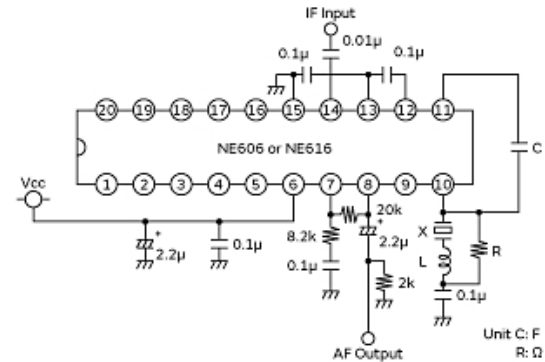 IF Input
0.01μ
0.1μ
0.1μ
20 19 18 17 16 15 14 13 12 11
NE606 or NE616
C
1 2 3 4 5 6 7 8 9 10
Vcc
+
2.2μ
0.1μ
8.2k
0.1μ
20k
+
2.2μ
2k
X
L
R
0.1μ
AF Output
Unit C: F
R: Ω